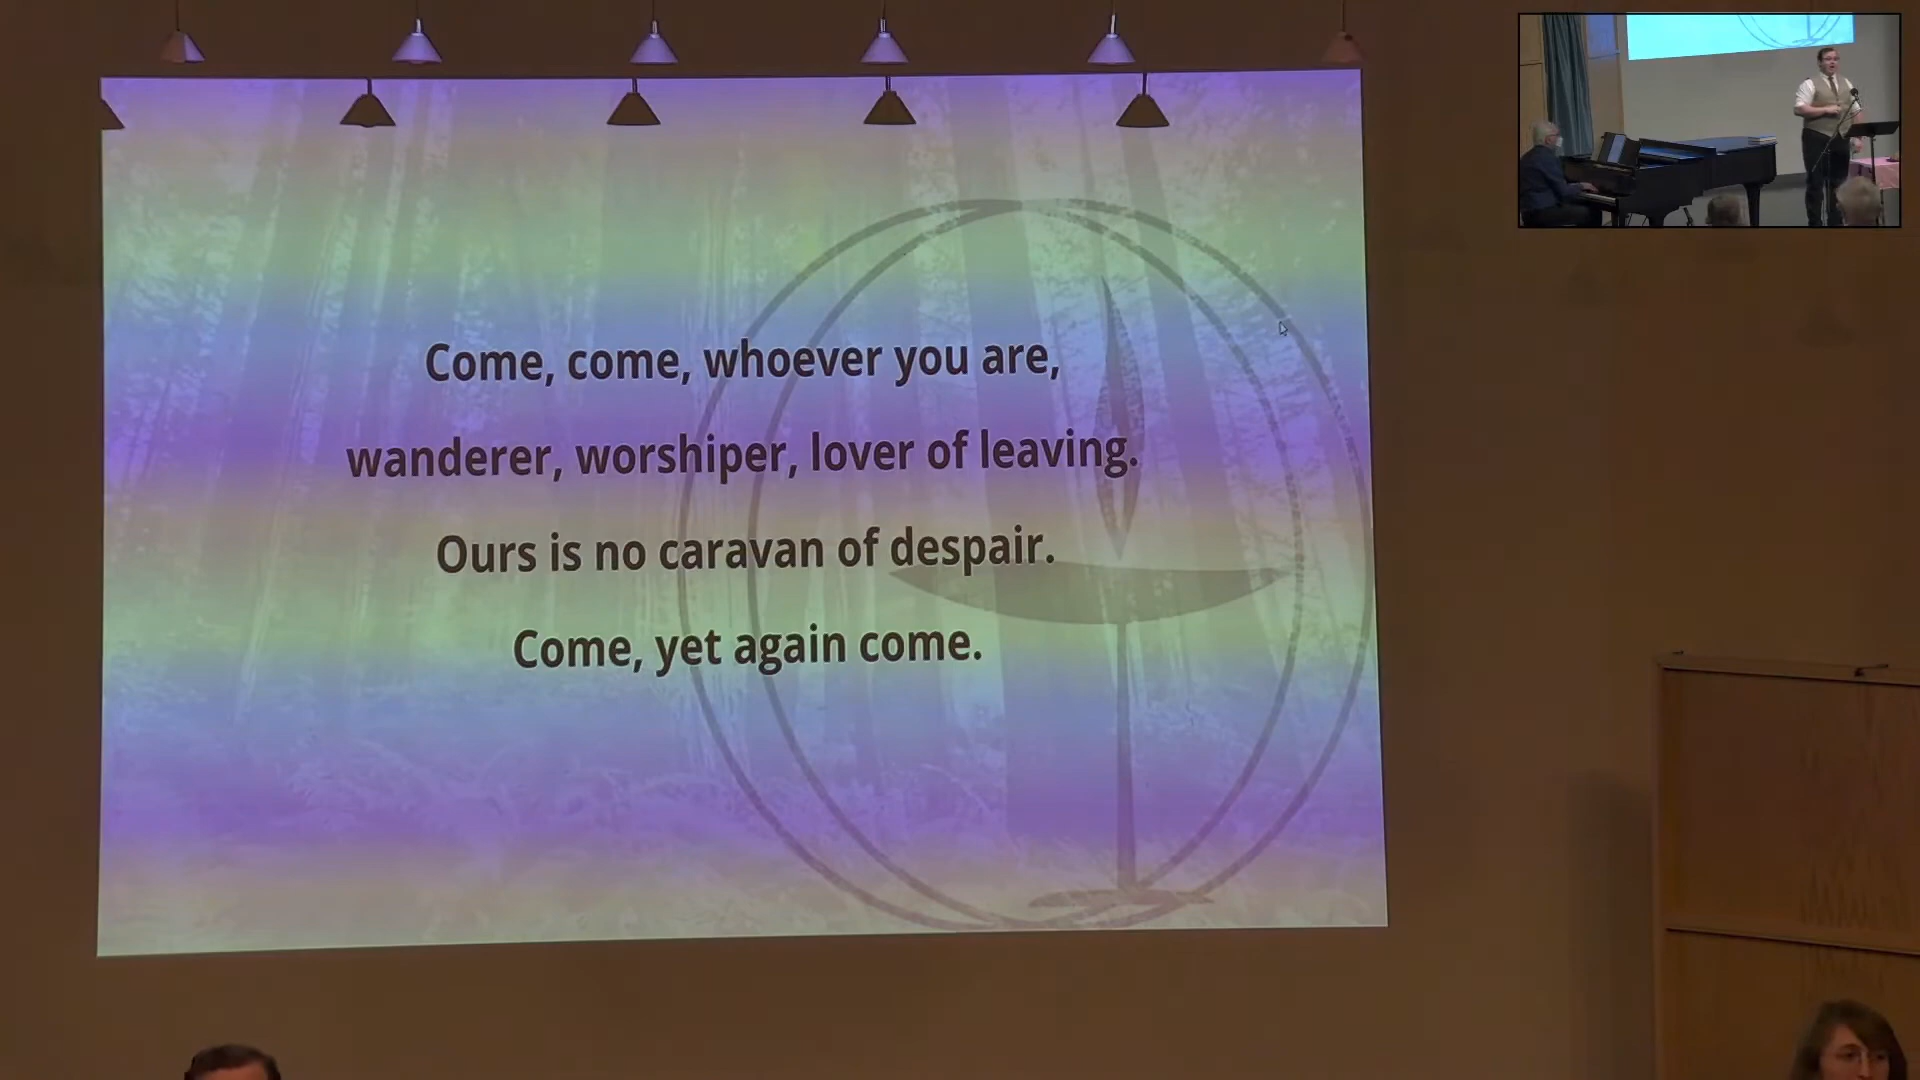 Come, come, whoever you are,
wanderer, worshiper, lover of leaving.
Ours is no caravan of despair.
Come, yet again come.